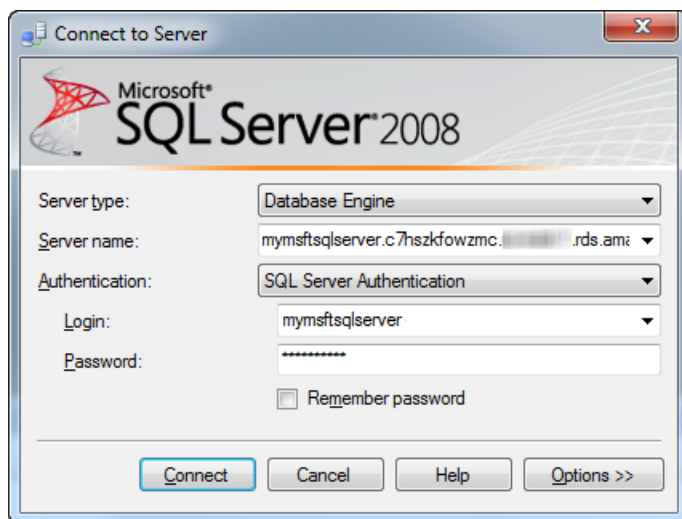 Connect to Server
Microsoft®
SQL Server® 2008
Server type: Database Engine
Server name: mymsftsqlserver.c7hszkfowzmc. .rds.ama
Authentication: SQL Server Authentication
Login: mymsftsqlserver
Password: **********
Remember password
Connect Cancel Help Options >>